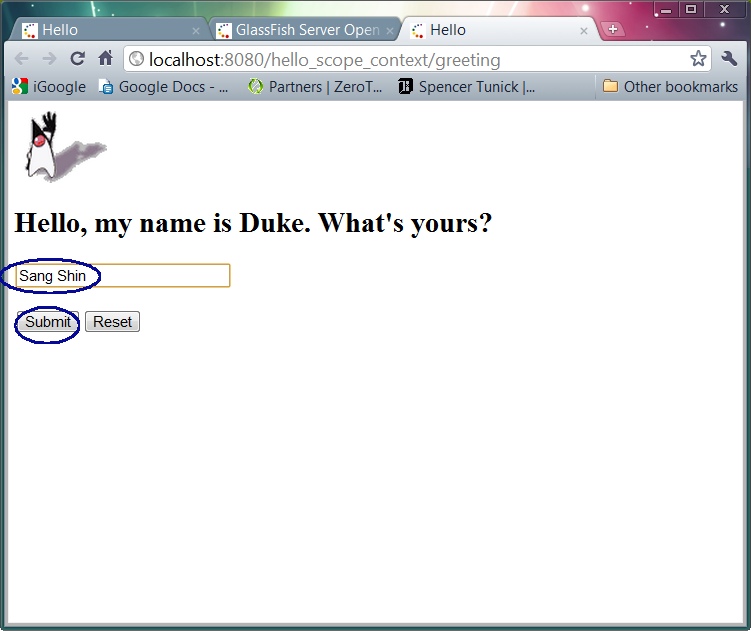 Hello
GlassFish Server Open
Hello
localhost:8080/hello_scope_context/greeting
iGoogle
Google Docs - ...
Partners | ZeroT...
Spencer Tunick |...
Other bookmarks
Hello, my name is Duke. What's yours?
Sang Shin
Submit Reset